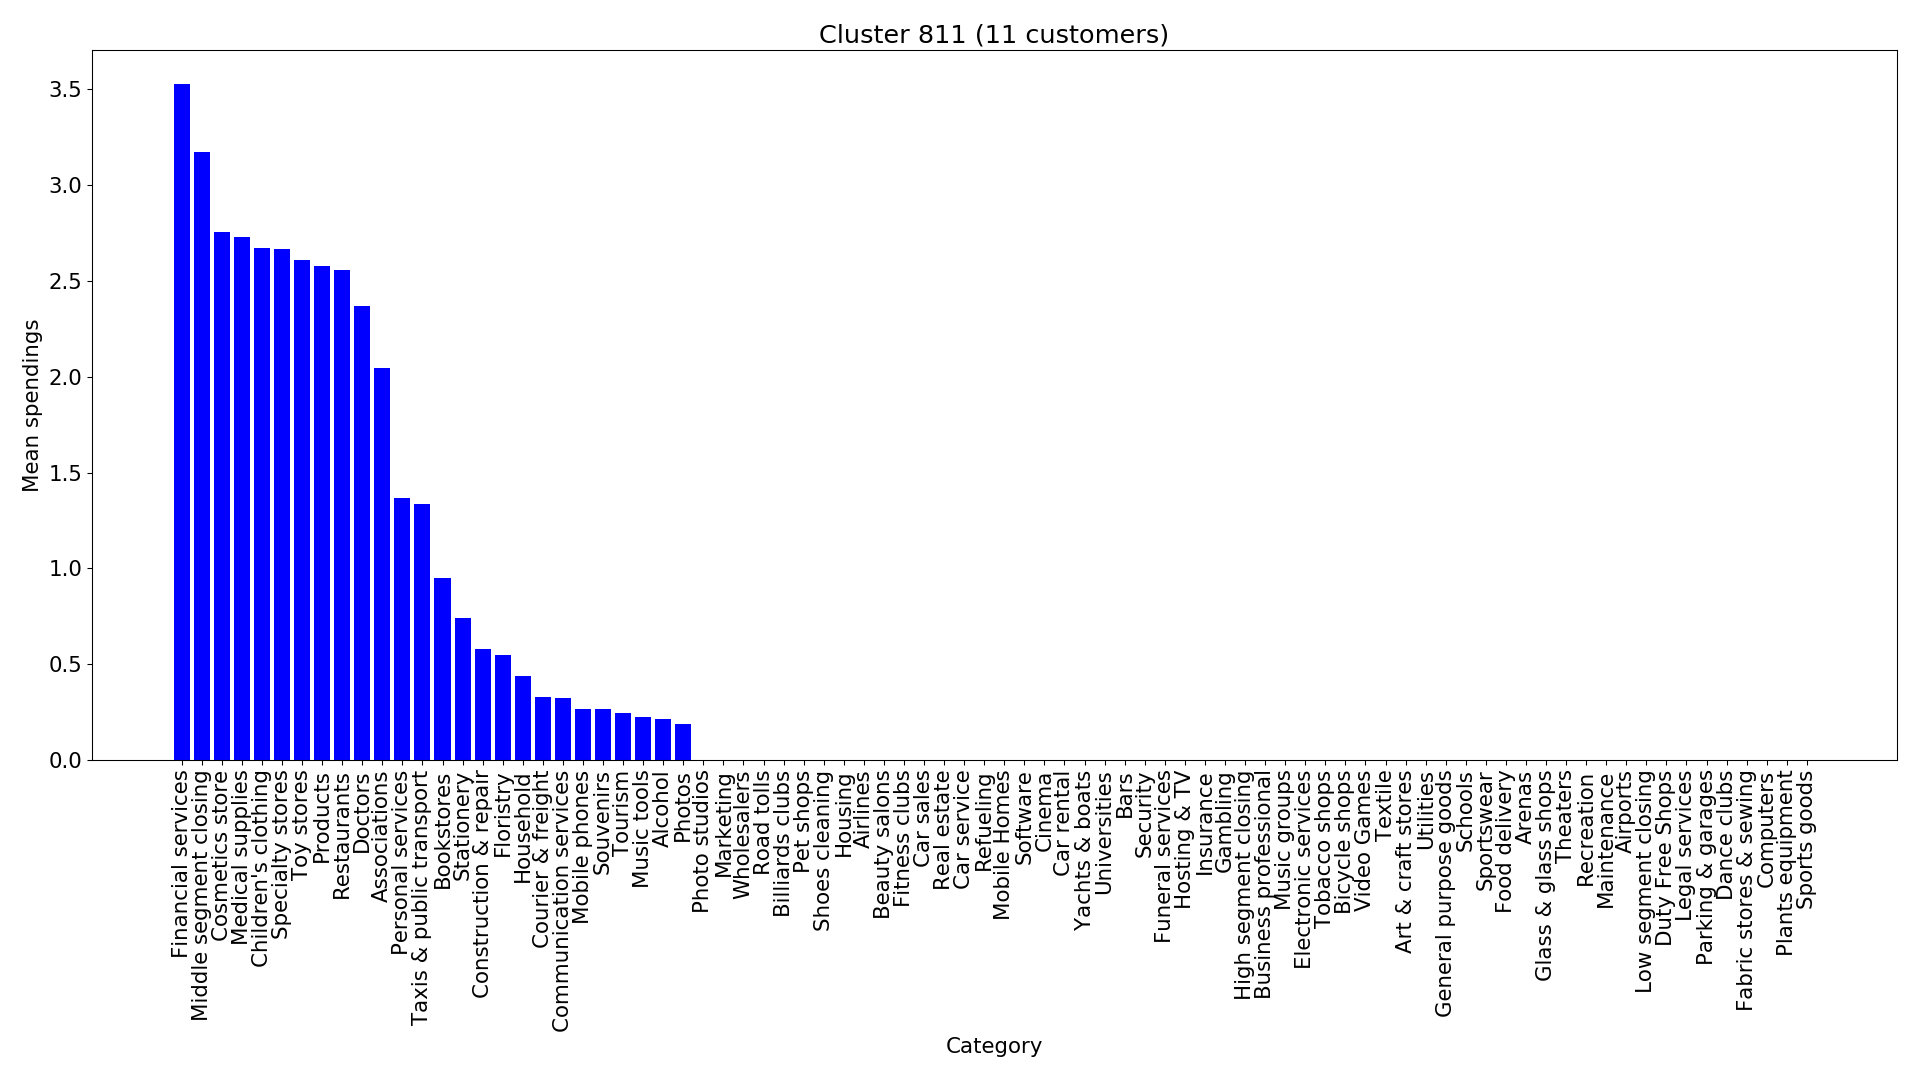 Cluster 811 (11 customers)
3.5
3.0
2.5
2.0
1.5
1.0
0.5
0.0
Mean spendings
Financial services
Middle segment closing
Cosmetics store
Medical supplies
Children's clothing
Specialty stores
Toy stores
Products
Restaurants
Doctors
Associations
Personal services
Taxis & public transport
Bookstores
Stationery
Construction & repair
Floristry
Household
Courier & freight
Communication services
Mobile phones
Souvenirs
Tourism
Music tools
Alcohol
Photos
Photo studios
Marketing
Wholesalers
Road tolls
Billiards clubs
Pet shops
Shoes cleaning
Housing
Airlines
Beauty salons
Fitness clubs
Car sales
Real estate
Car service
Refueling
Mobile Homes
Software
Cinema
Car rental
Yachts & boats
Universities
Bars
Security
Funeral services
Hosting & TV
Insurance
Gambling
High segment closing
Business professional
Music groups
Electronic services
Tobacco shops
Bicycle shops
Video Games
Textile
Art & craft stores
Utilities
General purpose goods
Schools
Sportswear
Food delivery
Arenas
Glass & glass shops
Theaters
Recreation
Maintenance
Airports
Low segment closing
Duty Free Shops
Legal services
Parking & garages
Dance clubs
Fabric stores & sewing
Computers
Plants equipment
Sports goods
Category